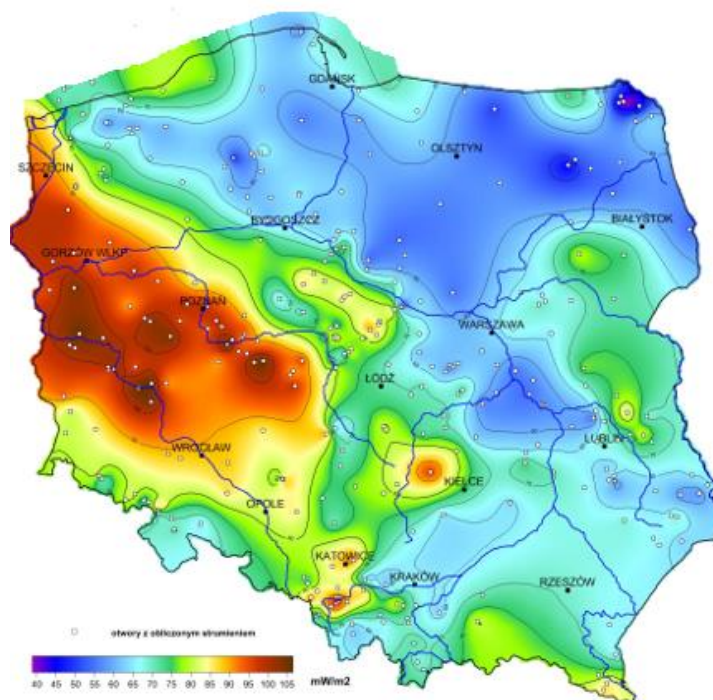 GDAŃSK
OLSZTYN
SZCZECIN
BYDGOSZCZ
BIAŁYSTOK
GORZÓW WLKP
POZNAŃ
WARSZAWA
ŁÓDŹ
WROCŁAW
LUBLIN
KIELCE
OPOLE
KATOWICE
KRAKÓW
RZESZÓW
otwory z obliczonym strumieniem
40 45 50 55 60 65 70 75 80 85 90 95 100 105 mW/m2